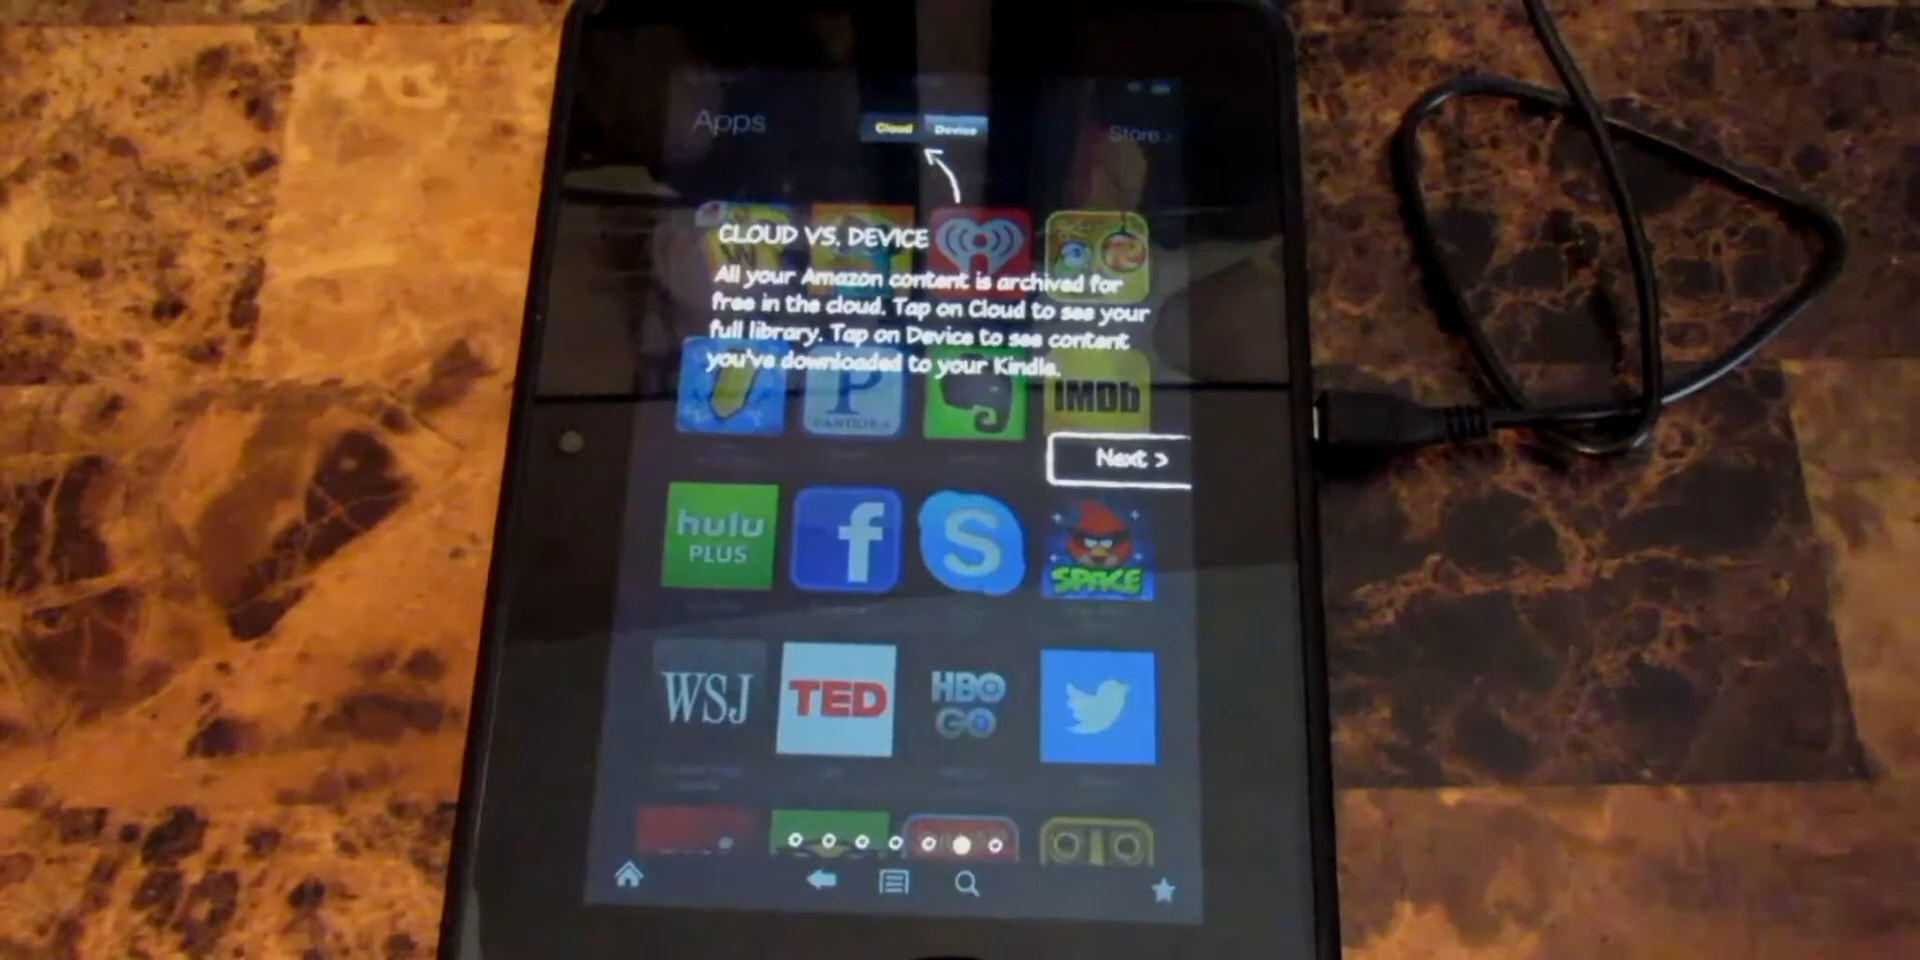 Apps
Cloud Device
Store >
CLOUD VS. DEVICE
All your Amazon content is archived for
free in the cloud. Tap on Cloud to see your
full library. Tap on Device to see content
you've downloaded to your Kindle.
PANDORA
IMDb
Next >
hulu
PLUS
f
S
SPACE
WSJ
TED
HBO
GO